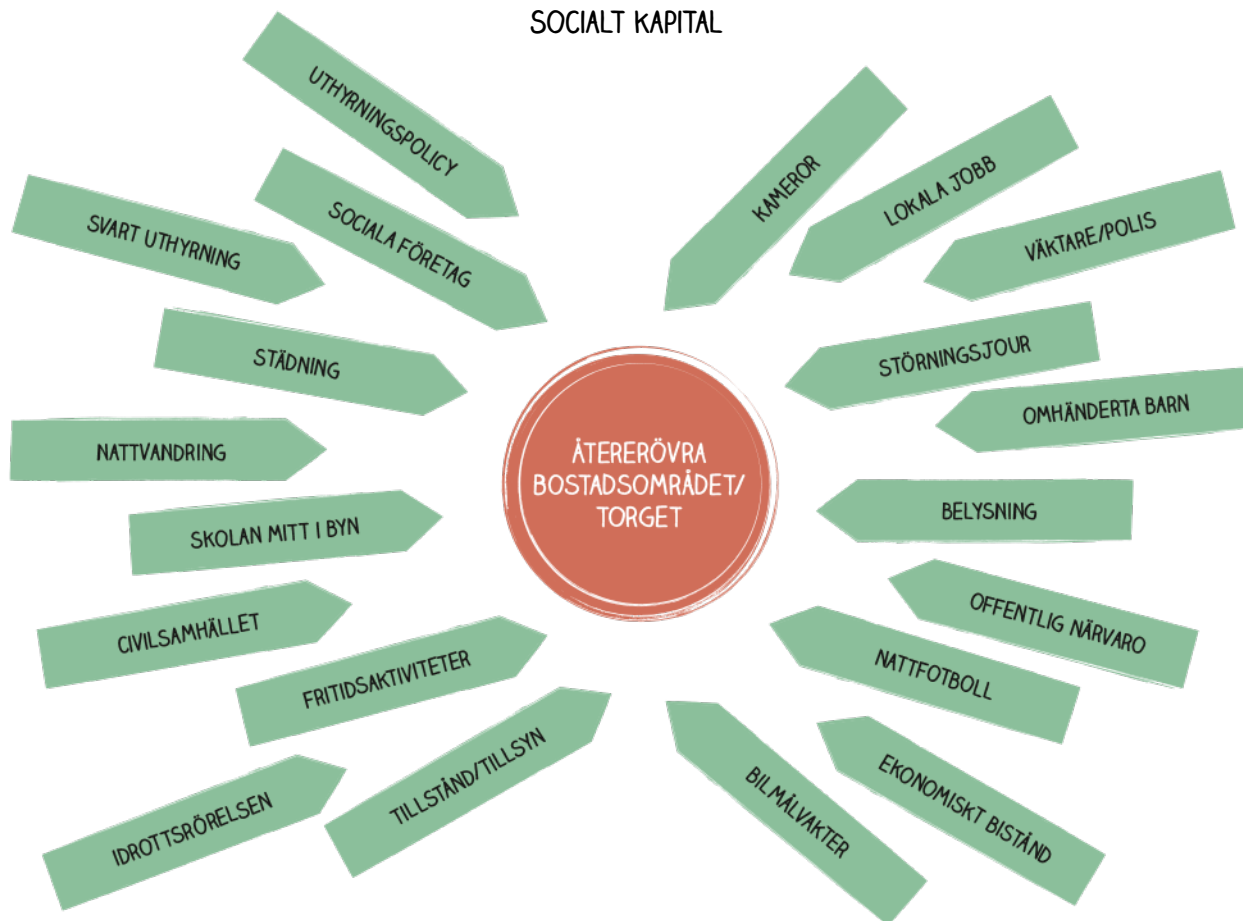 SOCIALT KAPITAL
UTHYRNINGSPOLICY
SOCIALA FÖRETAG
SVART UTHYRNING
STÄDNING
NATTVANDRING
SKOLAN MITT I BYN
CIVILSAMHÄLLET
FRITIDSAKTIVITETER
IDROTTSRÖRELSEN
TILLSTÅND/TILLSYN
ÅTERERÖVRA
BOSTADSOMRÅDET/
TORGET
KAMEROR
LOKALA JOBB
VÄKTARE/POLIS
STÖRNINGSJOUR
OMHÄNDERTA BARN
BELYSNING
OFFENTLIG NÄRVARO
NATTFOTBOLL
EKONOMISKT BISTÅND
BILMÅLVAKTER